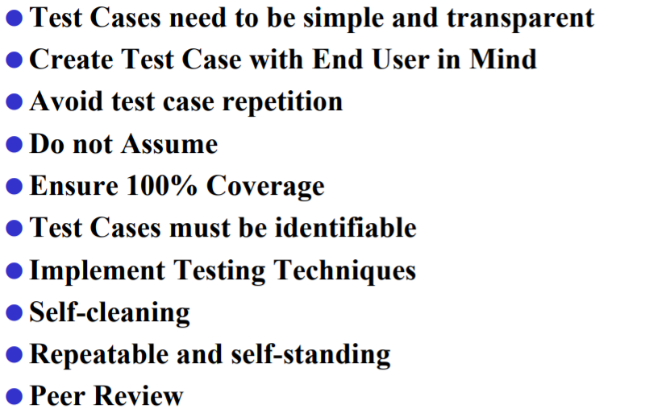 ● Test Cases need to be simple and transparent
● Create Test Case with End User in Mind
● Avoid test case repetition
● Do not Assume
● Ensure 100% Coverage
● Test Cases must be identifiable
● Implement Testing Techniques
● Self-cleaning
● Repeatable and self-standing
● Peer Review